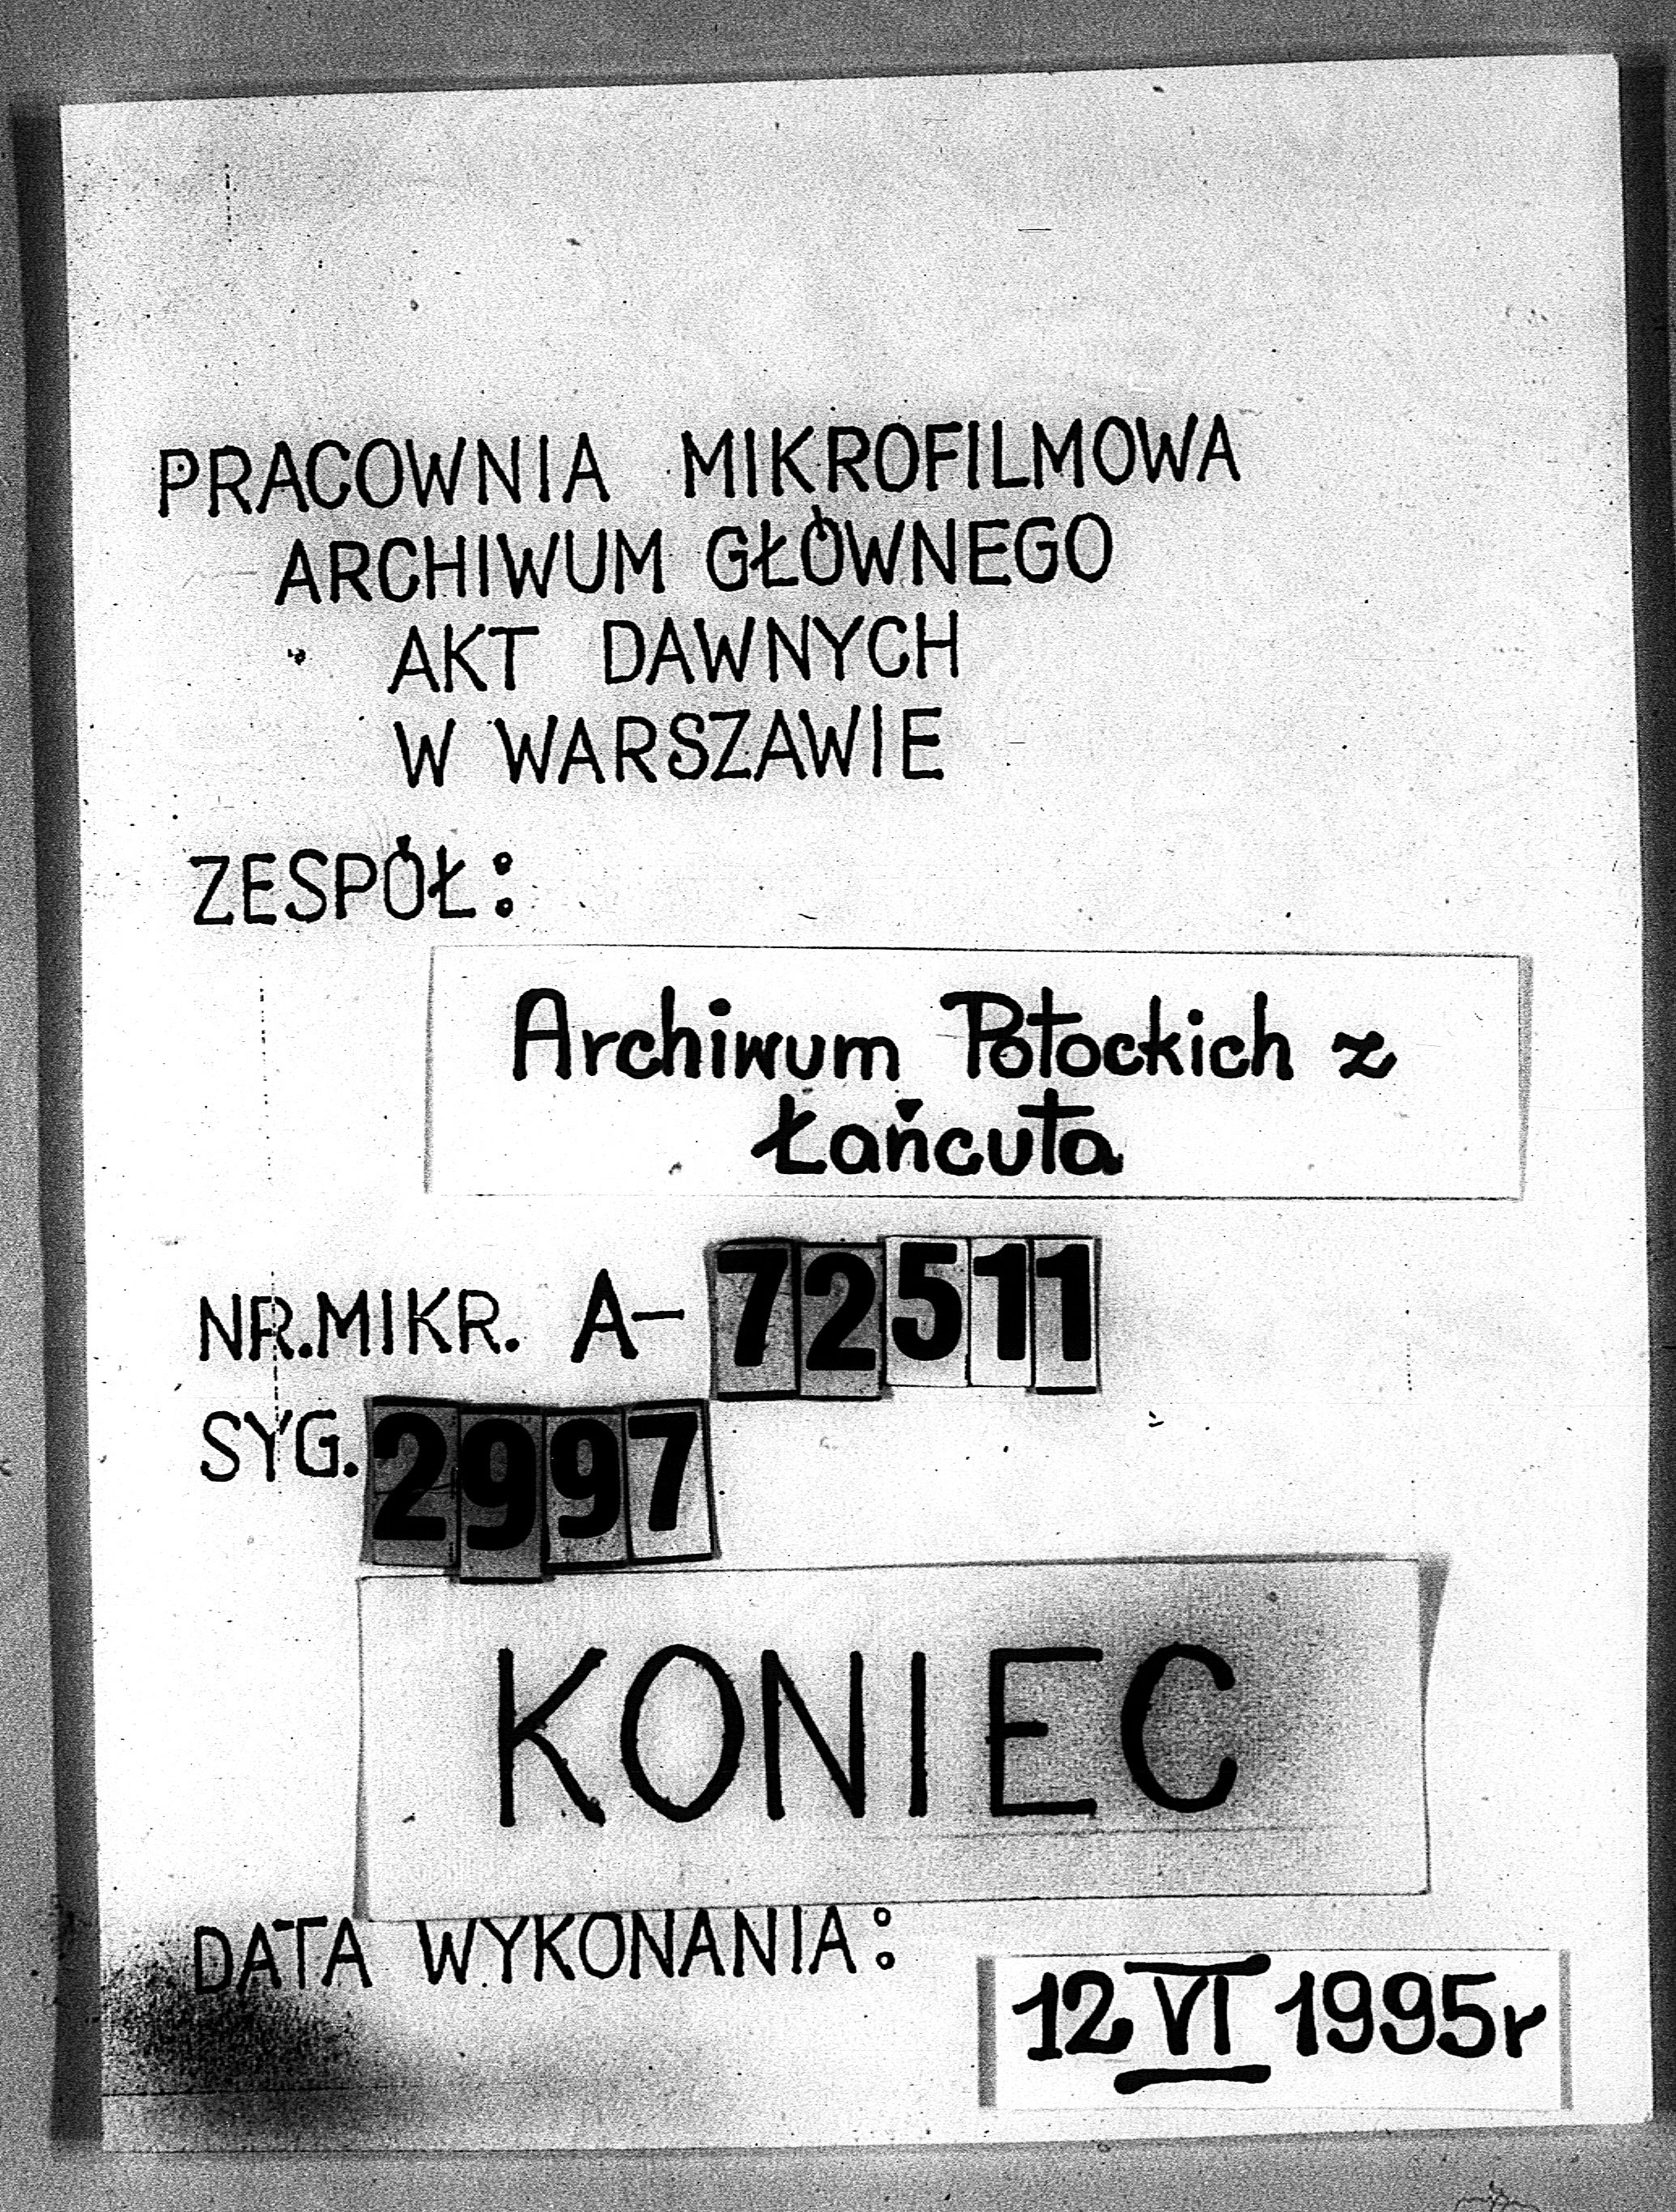 PRACOWNIA MIKROFILMOWA
ARCHIWUM GŁÓWNEGO
AKT DAWNYCH
W WARSZAWIE
ZESPÓŁ:
Archiwum Potockich z
Łańcuta
NR.MIKR. A- 72511
SYG. 2997
KONIEC
DATA WYKONANIA:
12 VI 1995r